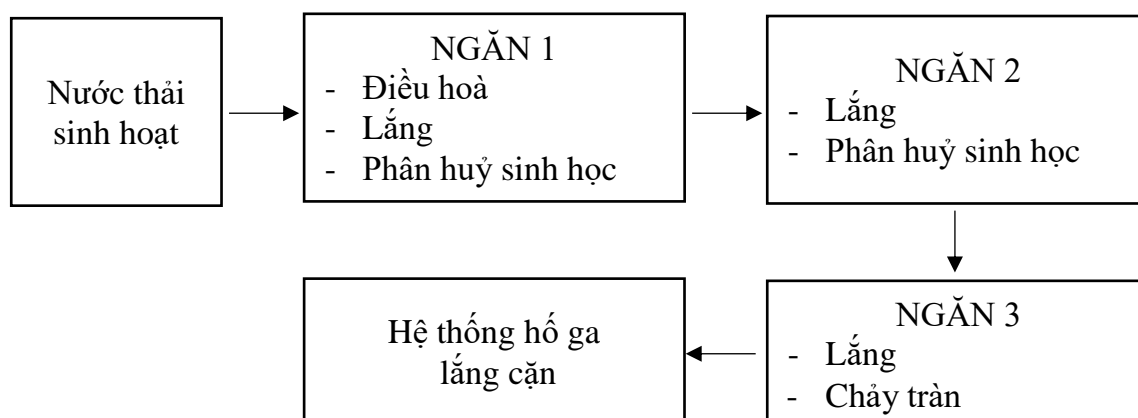 Nước thải
sinh hoạt
NGĂN 1
- Điều hoà
- Lắng
- Phân huỷ sinh học
NGĂN 2
- Lắng
- Phân huỷ sinh học
NGĂN 3
- Lắng
- Chảy tràn
Hệ thống hố ga
lắng cặn